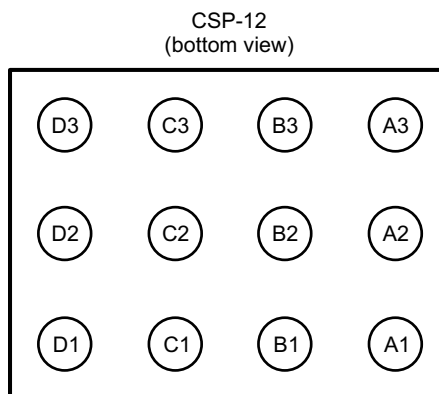 CSP-12
(bottom view)
D3 C3 B3 A3
D2 C2 B2 A2
D1 C1 B1 A1